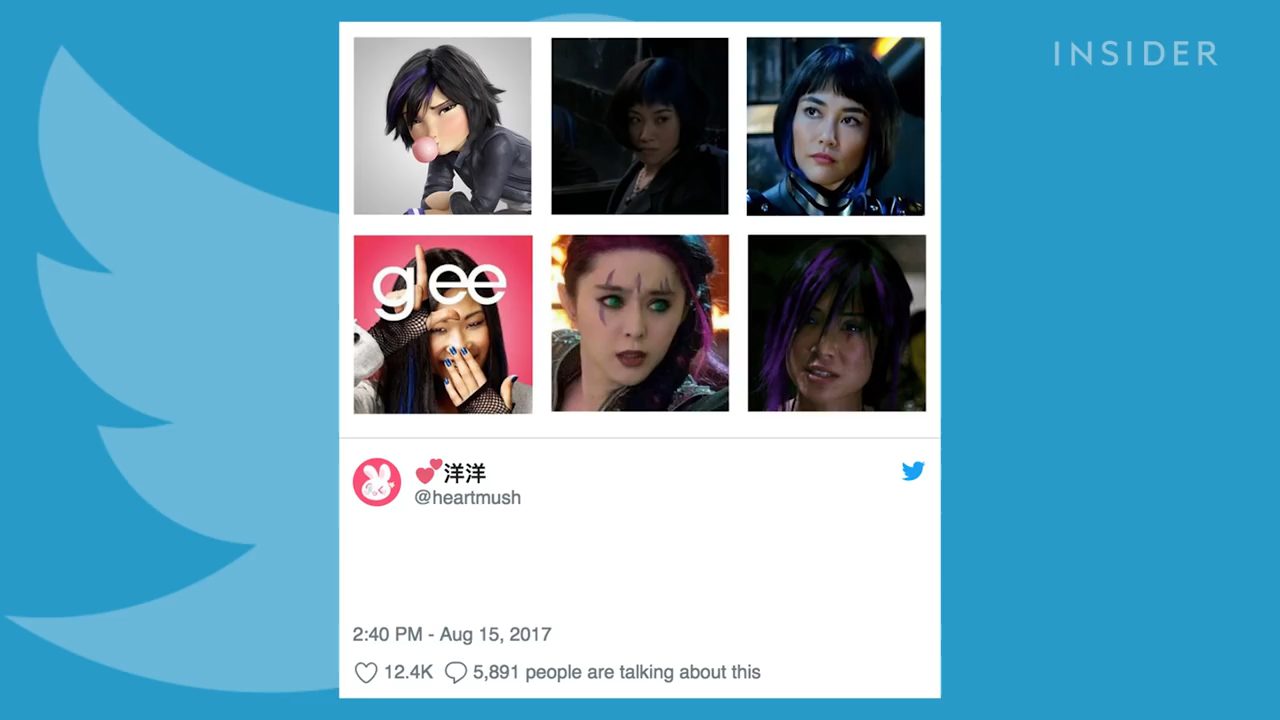 INSIDER
glee
洋洋
@heartmush
2:40 PM - Aug 15, 2017
12.4K 5,891 people are talking about this